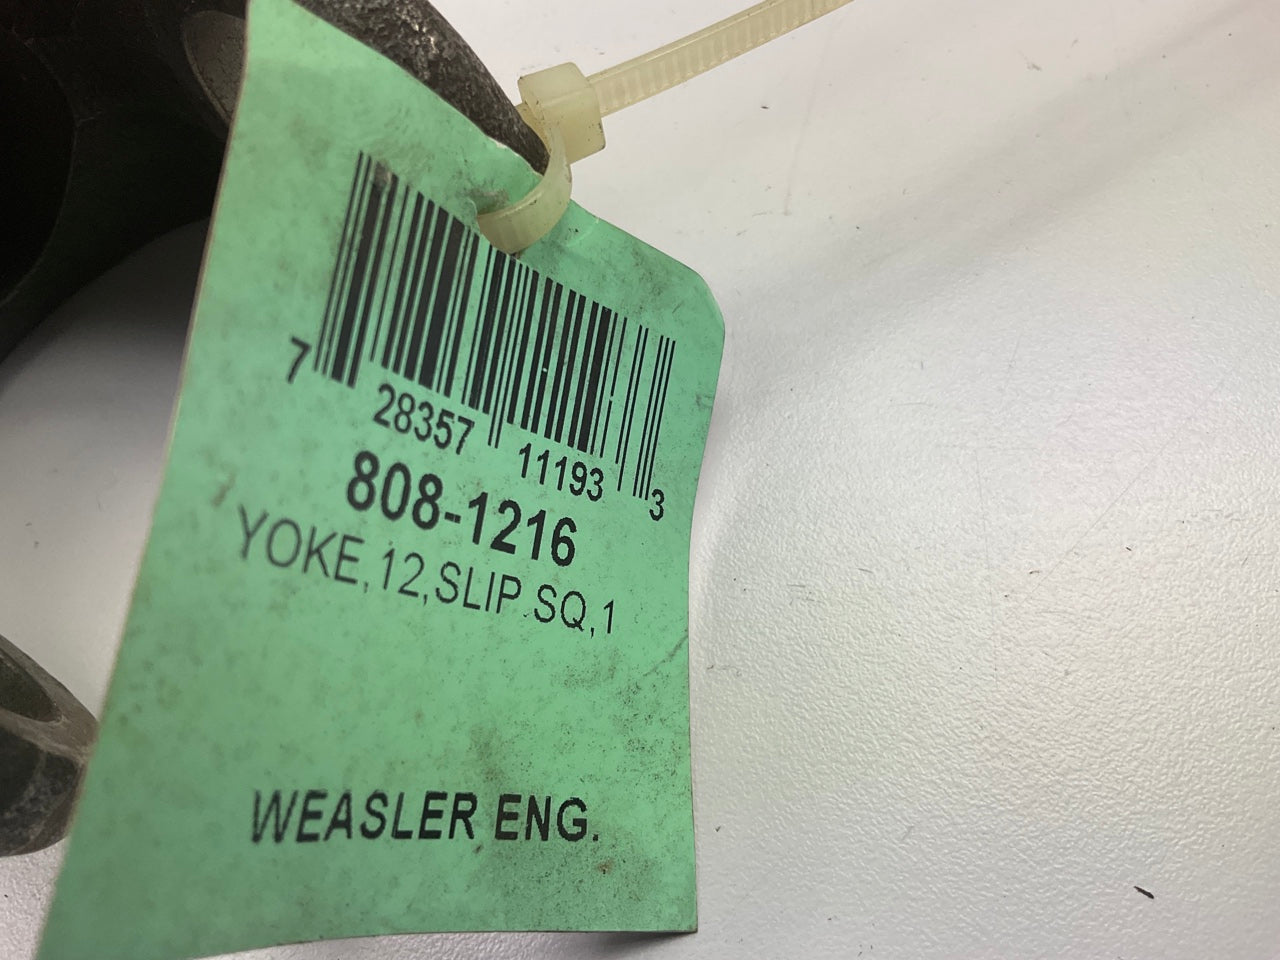 7 28357 11193 3
808-1216
YOKE,12,SLIP SQ,1
WEASLER ENG.